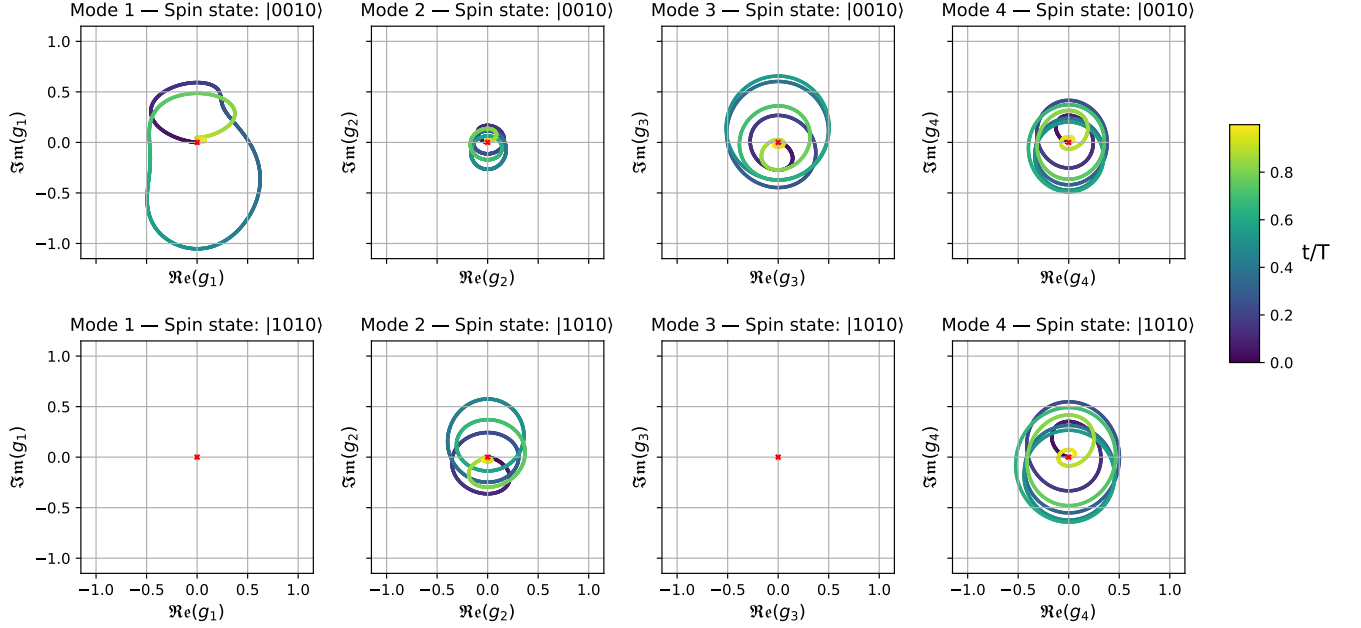 Mode 1 — Spin state: |0010⟩
Mode 2 — Spin state: |0010⟩
Mode 3 — Spin state: |0010⟩
Mode 4 — Spin state: |0010⟩
1.0
0.5
0.0
−0.5
−1.0
ℑ𝔪(g₁)
ℑ𝔪(g₂)
ℑ𝔪(g₃)
ℑ𝔪(g₄)
ℜ𝔢(g₁)
ℜ𝔢(g₂)
ℜ𝔢(g₃)
ℜ𝔢(g₄)
0.8
0.6
0.4
0.2
0.0
t/T
Mode 1 — Spin state: |1010⟩
Mode 2 — Spin state: |1010⟩
Mode 3 — Spin state: |1010⟩
Mode 4 — Spin state: |1010⟩
1.0
0.5
0.0
−0.5
−1.0
ℑ𝔪(g₁)
ℑ𝔪(g₂)
ℑ𝔪(g₃)
ℑ𝔪(g₄)
−1.0 −0.5 0.0 0.5 1.0
−1.0 −0.5 0.0 0.5 1.0
−1.0 −0.5 0.0 0.5 1.0
−1.0 −0.5 0.0 0.5 1.0
ℜ𝔢(g₁)
ℜ𝔢(g₂)
ℜ𝔢(g₃)
ℜ𝔢(g₄)